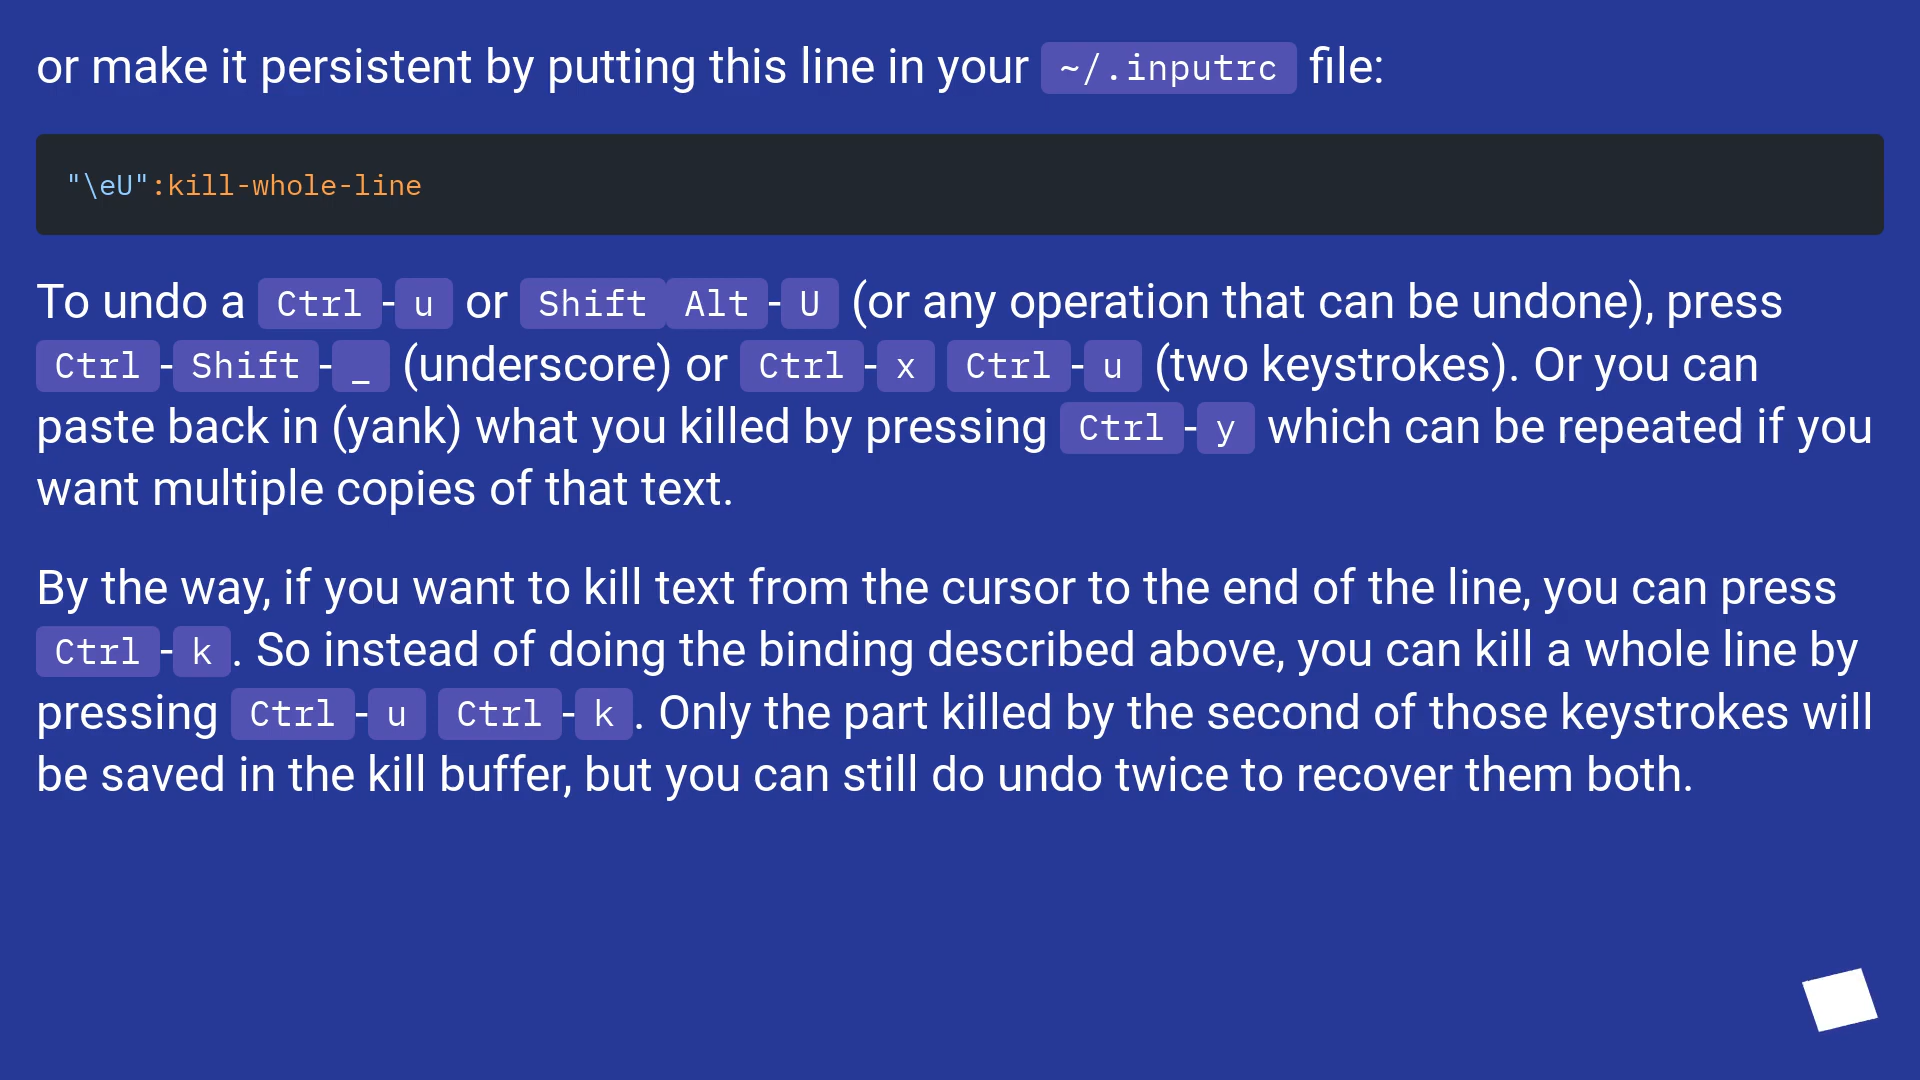 or make it persistent by putting this line in your ~/.inputrc file:
"\eU":kill-whole-line
To undo a Ctrl-u or Shift Alt-U (or any operation that can be undone), press
Ctrl-Shift-_ (underscore) or Ctrl-x Ctrl-u (two keystrokes). Or you can
paste back in (yank) what you killed by pressing Ctrl-y which can be repeated if you
want multiple copies of that text.
By the way, if you want to kill text from the cursor to the end of the line, you can press
Ctrl-k. So instead of doing the binding described above, you can kill a whole line by
pressing Ctrl-u Ctrl-k. Only the part killed by the second of those keystrokes will
be saved in the kill buffer, but you can still do undo twice to recover them both.